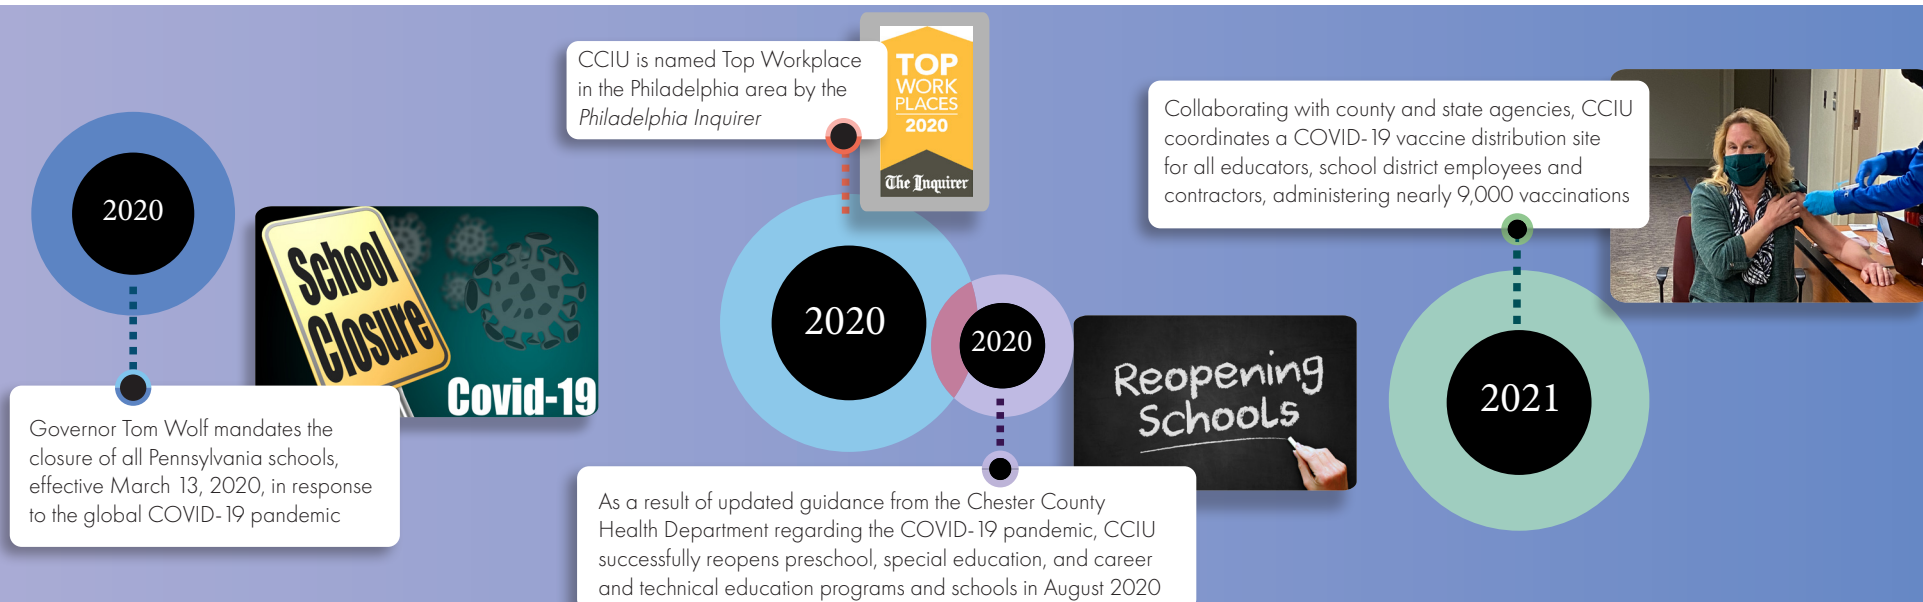 2020
School
Closure
Covid-19
Governor Tom Wolf mandates the
closure of all Pennsylvania schools,
effective March 13, 2020, in response
to the global COVID-19 pandemic
CCIU is named Top Workplace
in the Philadelphia area by the
Philadelphia Inquirer
TOP
WORK
PLACES
2020
The Inquirer
2020
2020
Reopening
Schools
As a result of updated guidance from the Chester County
Health Department regarding the COVID-19 pandemic, CCIU
successfully reopens preschool, special education, and career
and technical education programs and schools in August 2020
Collaborating with county and state agencies, CCIU
coordinates a COVID-19 vaccine distribution site
for all educators, school district employees and
contractors, administering nearly 9,000 vaccinations
2021